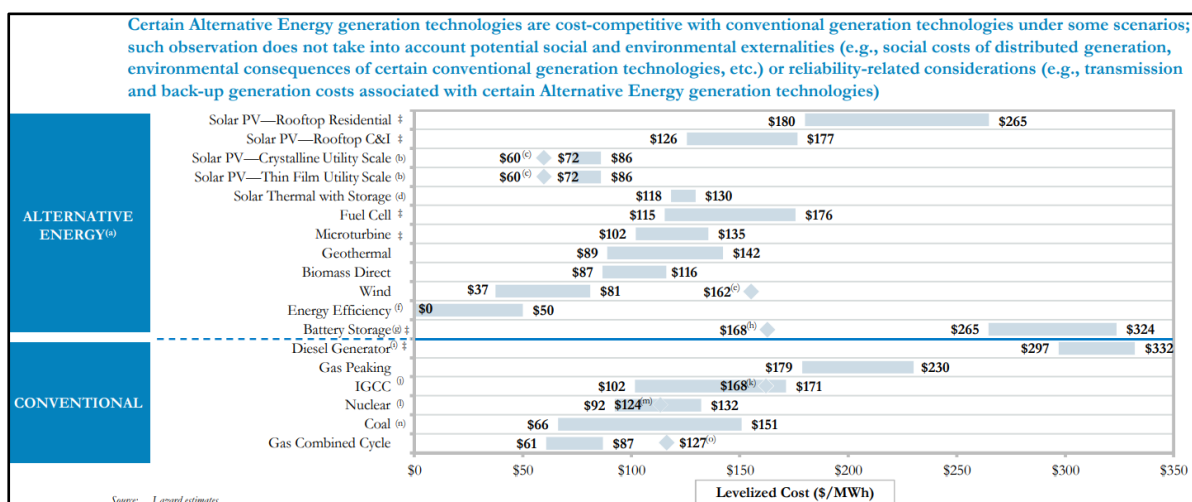 Certain Alternative Energy generation technologies are cost-competitive with conventional generation technologies under some scenarios;
such observation does not take into account potential social and environmental externalities (e.g., social costs of distributed generation,
environmental consequences of certain conventional generation technologies, etc.) or reliability-related considerations (e.g., transmission
and back-up generation costs associated with certain Alternative Energy generation technologies)
ALTERNATIVE
ENERGY(a)
Solar PV—Rooftop Residential ‡ $180 $265
Solar PV—Rooftop C&I ‡ $126 $177
Solar PV—Crystalline Utility Scale (b) $60(c) $72 $86
Solar PV—Thin Film Utility Scale (b) $60(c) $72 $86
Solar Thermal with Storage (d) $118 $130
Fuel Cell ‡ $115 $176
Microturbine ‡ $102 $135
Geothermal $89 $142
Biomass Direct $87 $116
Wind $37 $81 $162(e)
Energy Efficiency (f) $0 $50
Battery Storage(g) ‡ $168(h) $265 $324
CONVENTIONAL
Diesel Generator(i) ‡ $297 $332
Gas Peaking $179 $230
IGCC (j) $102 $168(k) $171
Nuclear (l) $92 $124(m) $132
Coal (n) $66 $151
Gas Combined Cycle $61 $87 $127(o)
$0 $50 $100 $150 $200 $250 $300 $350
Levelized Cost ($/MWh)
Source: Lazard estimates